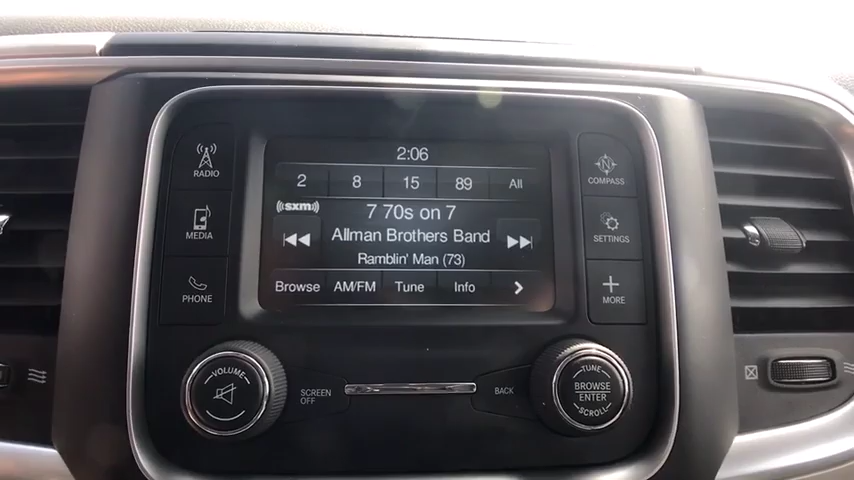 2:06
2 8 15 89 All
((sxm))
7 70s on 7
Allman Brothers Band
Ramblin' Man (73)
Browse AM/FM Tune Info
RADIO
MEDIA
PHONE
N
COMPASS
SETTINGS
MORE
VOLUME
SCREEN
OFF
BACK
TUNE
BROWSE
ENTER
SCROLL